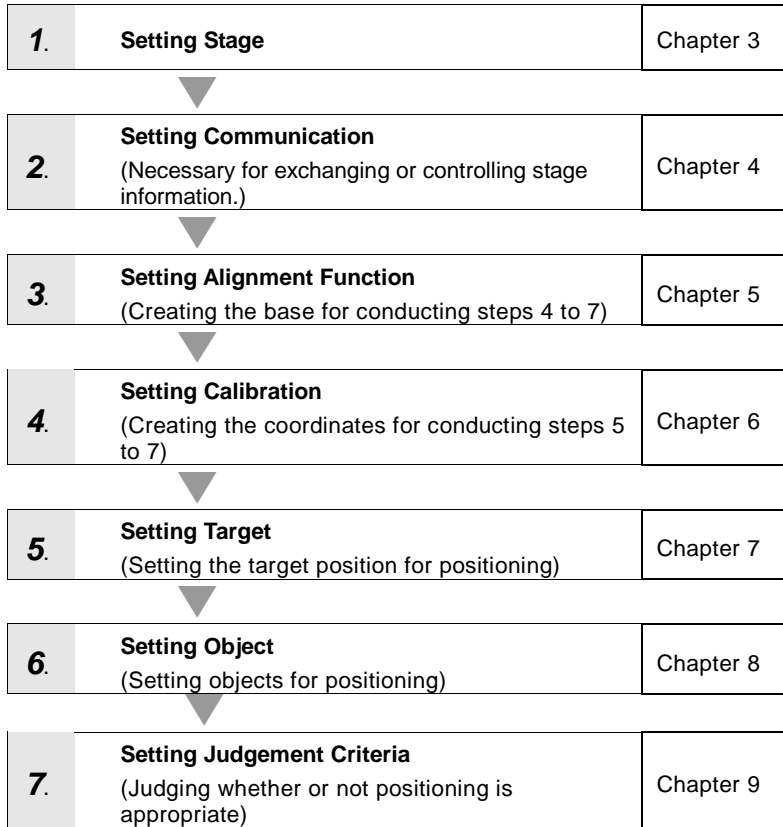 1. Setting Stage Chapter 3
Setting Communication
2. (Necessary for exchanging or controlling stage Chapter 4
information.)
Setting Alignment Function
3. Chapter 5
(Creating the base for conducting steps 4 to 7)
Setting Calibration
4. (Creating the coordinates for conducting steps 5 Chapter 6
to 7)
Setting Target
5. Chapter 7
(Setting the target position for positioning)
Setting Object
6. Chapter 8
(Setting objects for positioning)
Setting Judgement Criteria
7. (Judging whether or not positioning is Chapter 9
appropriate)